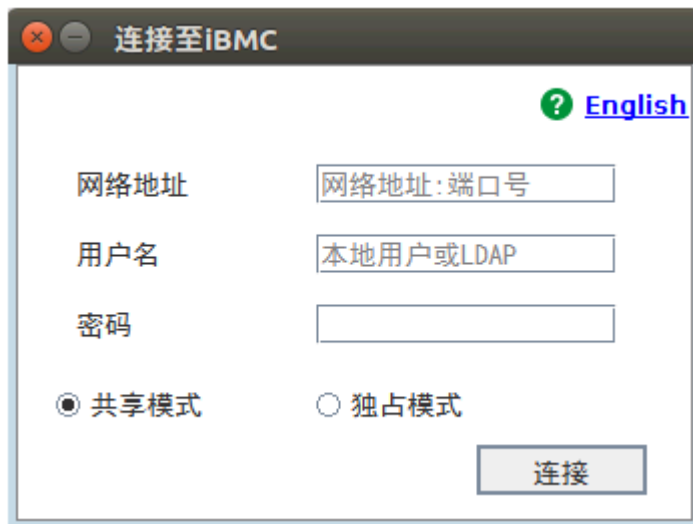 连接至iBMC
? English
网络地址 网络地址:端口号
用户名 本地用户或LDAP
密码
共享模式 独占模式
连接